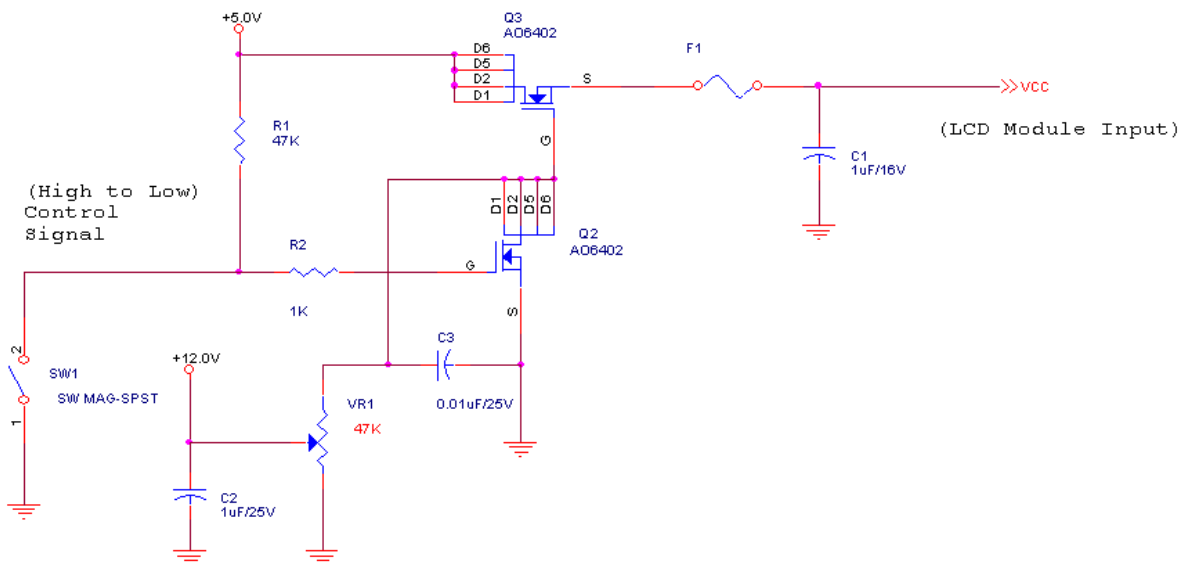 +5.0V
Q3
AO6402
D6
D5
D2
D1
S
G
F1
VCC
(LCD Module Input)
R1
47K
C1
1uF/16V
(High to Low)
Control
Signal
D1
D2
D5
D6
Q2
AO6402
R2
1K
G
S
C3
0.01uF/25V
2
SW1
SW MAG-SPST
1
+12.0V
VR1
47K
C2
1uF/25V